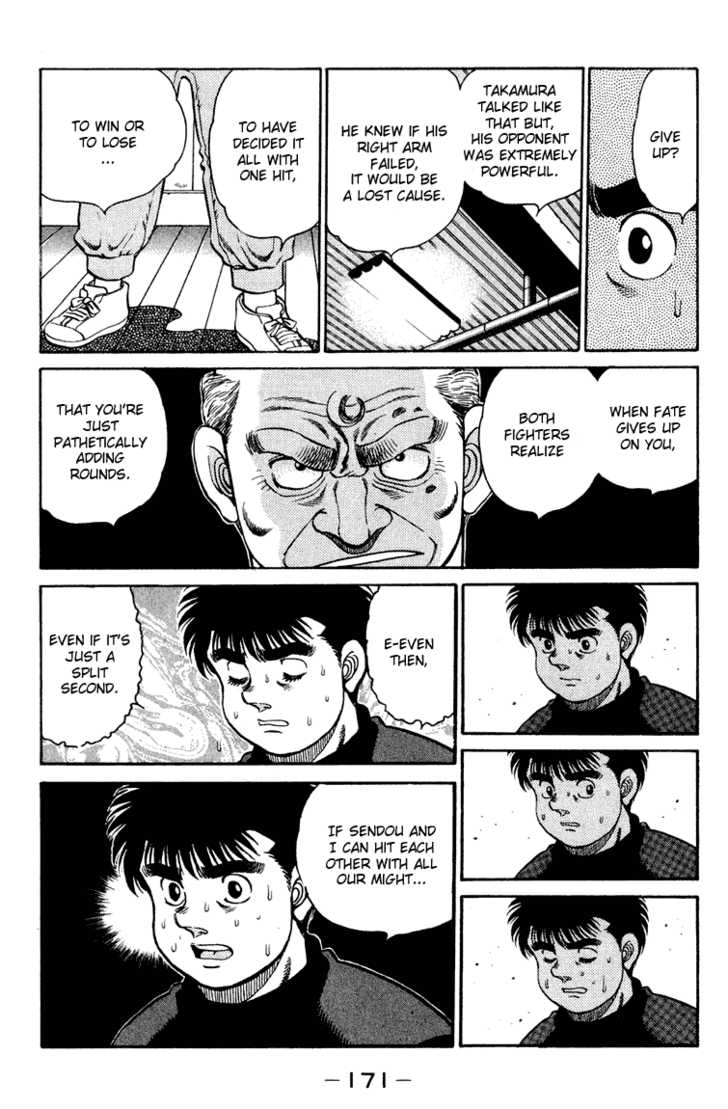 GIVE
UP?
TAKAMURA
TALKED LIKE
THAT BUT,
HIS OPPONENT
WAS EXTREMELY
POWERFUL.
HE KNEW IF HIS
RIGHT ARM
FAILED,
IT WOULD BE
A LOST CAUSE.
TO HAVE
DECIDED IT
ALL WITH
ONE HIT,
TO WIN OR
TO LOSE
...
WHEN FATE
GIVES UP
ON YOU,
BOTH
FIGHTERS
REALIZE
THAT YOU'RE
JUST
PATHETICALLY
ADDING
ROUNDS.
E-EVEN
THEN,
EVEN IF IT'S
JUST A
SPLIT
SECOND.
IF SENDOU AND
I CAN HIT EACH
OTHER WITH ALL
OUR MIGHT...
-171-